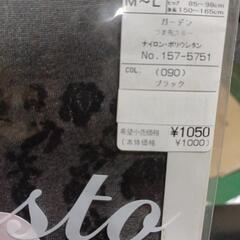 M～L
ヒップ 85～98cm
身長150～165cm
ガーデン
つま先スルー
ナイロン・ポリウレタン
No.157-5751
COL. (090)
ブラック
希望小売価格 ¥1050
(本体価格 ¥1000)
sto